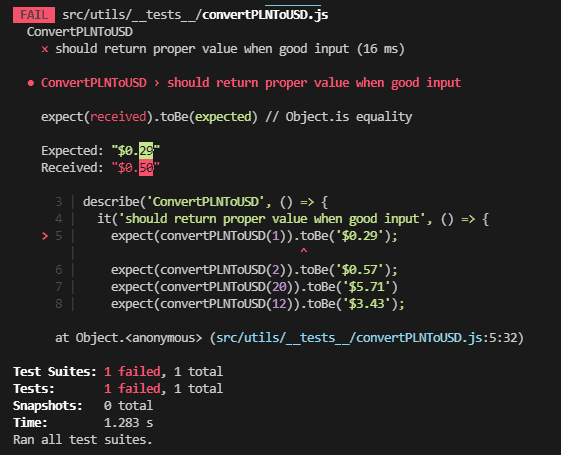 FAIL src/utils/__tests__/convertPLNToUSD.js
ConvertPLNToUSD
× should return proper value when good input (16 ms)
● ConvertPLNToUSD › should return proper value when good input
expect(received).toBe(expected) // Object.is equality
Expected: "$0.29"
Received: "$0.50"
3 | describe('ConvertPLNToUSD', () => {
4 | it('should return proper value when good input', () => {
> 5 | expect(convertPLNToUSD(1)).toBe('$0.29');
| ^
6 | expect(convertPLNToUSD(2)).toBe('$0.57');
7 | expect(convertPLNToUSD(20)).toBe('$5.71')
8 | expect(convertPLNToUSD(12)).toBe('$3.43');
at Object.<anonymous> (src/utils/__tests__/convertPLNToUSD.js:5:32)
Test Suites: 1 failed, 1 total
Tests: 1 failed, 1 total
Snapshots: 0 total
Time: 1.283 s
Ran all test suites.